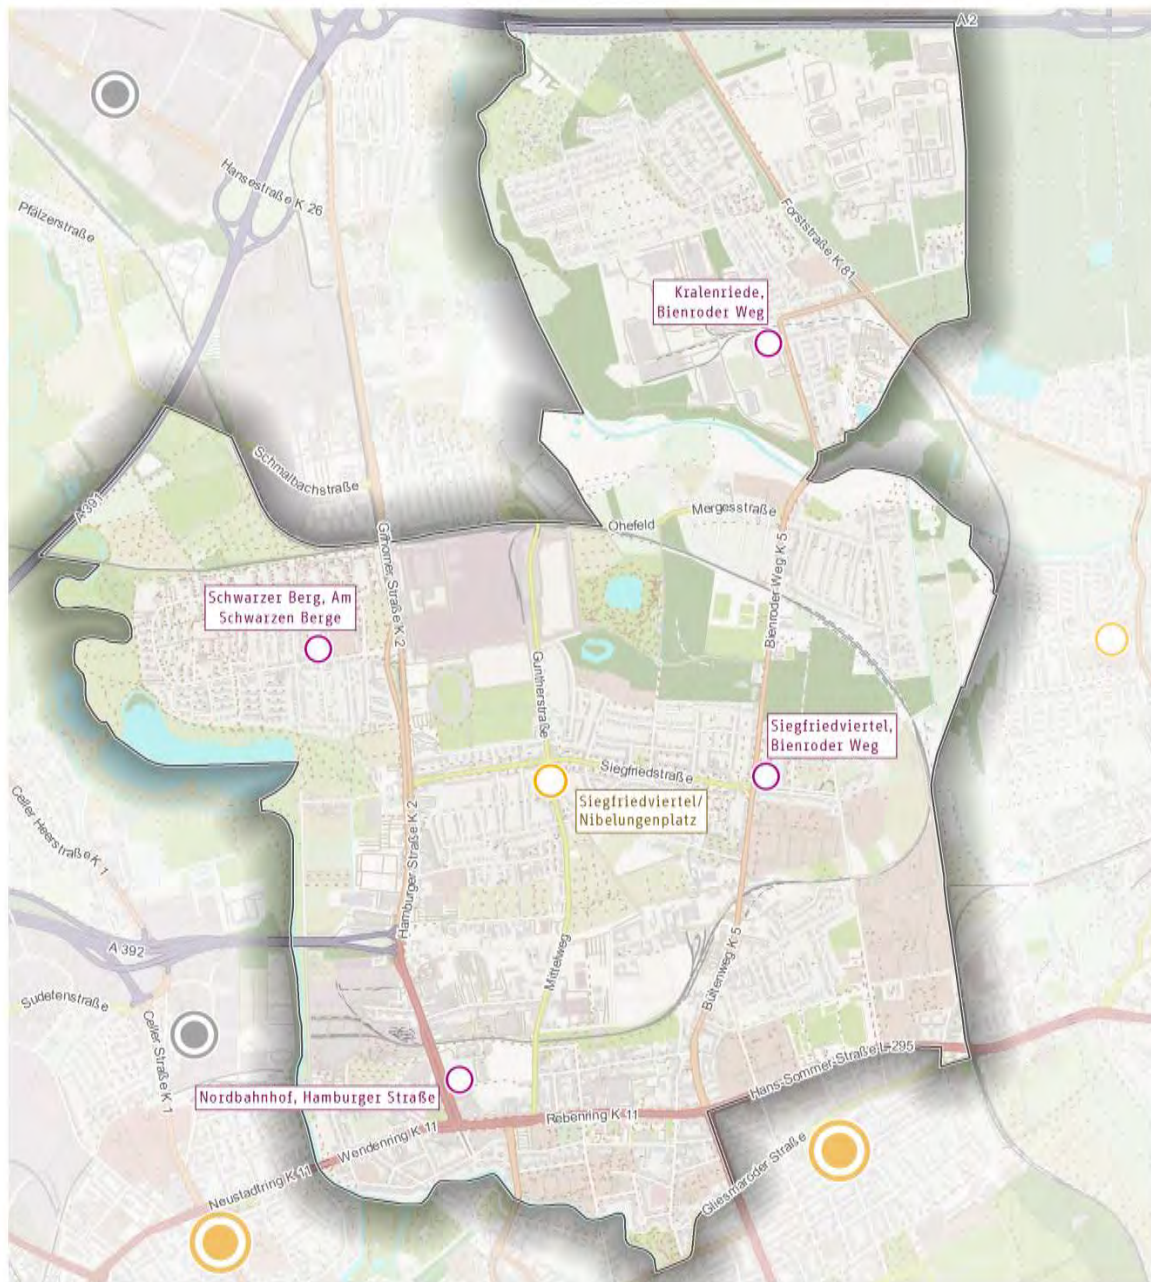 A 2
Hansestraße K 26
Pfälzerstraße
Forststraße K 81
Kralenriede,
Bienroder Weg
Schmalbachstraße
A 391
Mergesstraße
Ohefeld
Gifhorner Straße K 2
Bienroder Weg K 5
Schwarzer Berg, Am
Schwarzen Berge
Guntherstraße
Siegfriedviertel,
Bienroder Weg
Siegfriedstraße
Siegfriedviertel/
Nibelungenplatz
Celler Heerstraße K 1
Hamburger Straße K 2
A 392
Mittelweg
Bültenweg K 5
Sudetenstraße
Celler Straße K 1
Hans-Sommer-Straße L 295
Nordbahnhof, Hamburger Straße
Rebenring K 11
Wendenring K 11
Gliesmaroder Straße
Neustadtring K 11